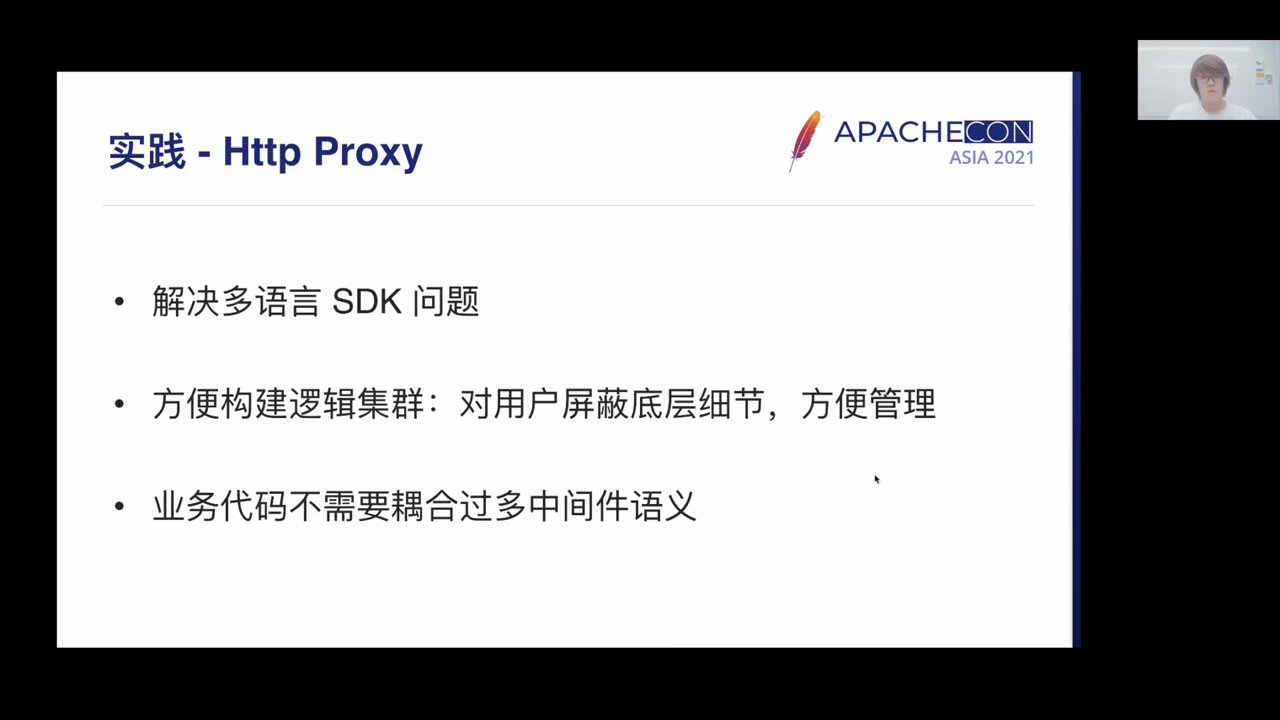 实践 - Http Proxy
APACHECON
ASIA 2021
• 解决多语言 SDK 问题
• 方便构建逻辑集群：对用户屏蔽底层细节，方便管理
• 业务代码不需要耦合过多中间件语义